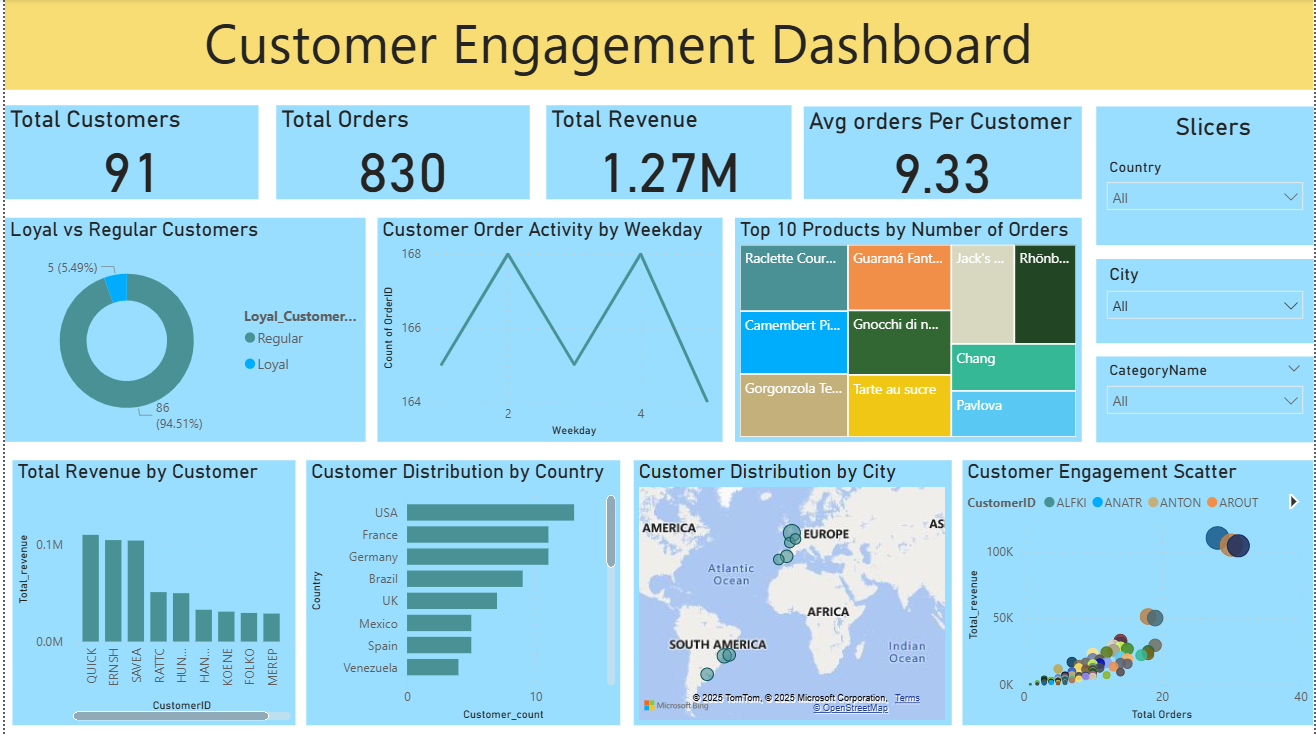 Customer Engagement Dashboard
Total Customers
91
Total Orders
830
Total Revenue
1.27M
Avg orders Per Customer
9.33
Slicers
Country
All
City
All
CategoryName
All
Loyal vs Regular Customers
5 (5.49%)
86
(94.51%)
Loyal_Customer...
Regular
Loyal
Customer Order Activity by Weekday
Count of OrderID
168
166
164
2
4
Weekday
Top 10 Products by Number of Orders
Raclette Cour...
Guaraná Fant...
Jack's ...
Rhönb...
Camembert Pi...
Gnocchi di n...
Chang
Gorgonzola Te...
Tarte au sucre
Pavlova
Total Revenue by Customer
Total_revenue
0.1M
0.0M
QUICK
ERNSH
SAVEA
RATTC
HUN...
HAN...
KOENE
FOLKO
MEREP
CustomerID
Customer Distribution by Country
Country
USA
France
Germany
Brazil
UK
Mexico
Spain
Venezuela
0
10
Customer_count
Customer Distribution by City
AMERICA
EUROPE
AS
Atlantic
Ocean
AFRICA
SOUTH AMERICA
Indian
Ocean
© 2025 TomTom, © 2025 Microsoft Corporation, Terms
© OpenStreetMap
Microsoft Bing
Customer Engagement Scatter
CustomerID ALFKI ANATR ANTON AROUT
Total_revenue
100K
50K
0K
0
20
40
Total Orders